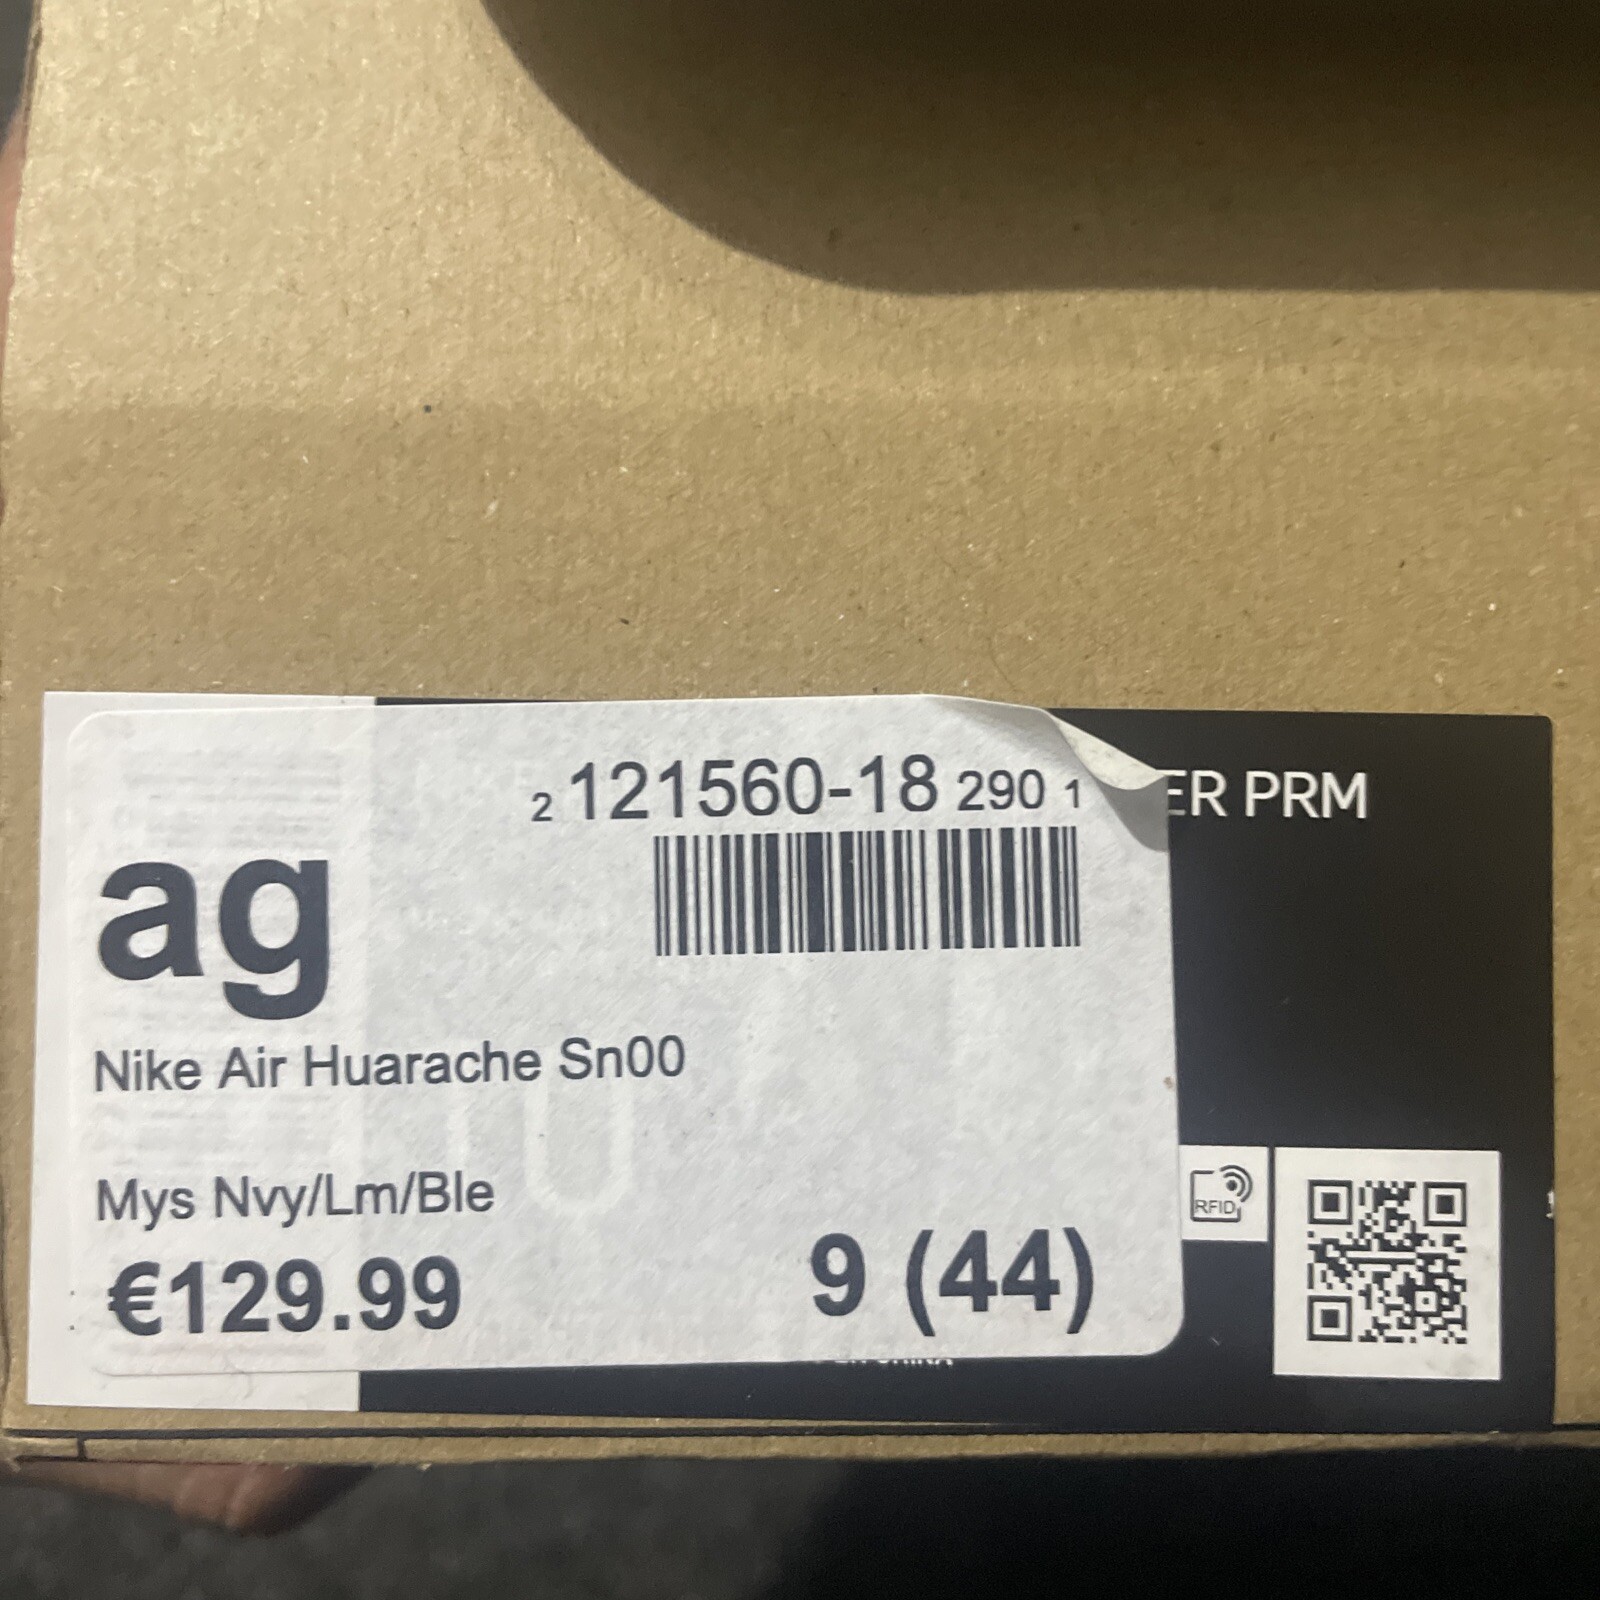 2 121560-18 290 1
ER PRM
ag
Nike Air Huarache Sn00
Mys Nvy/Lm/Ble
€129.99
9 (44)
RFID